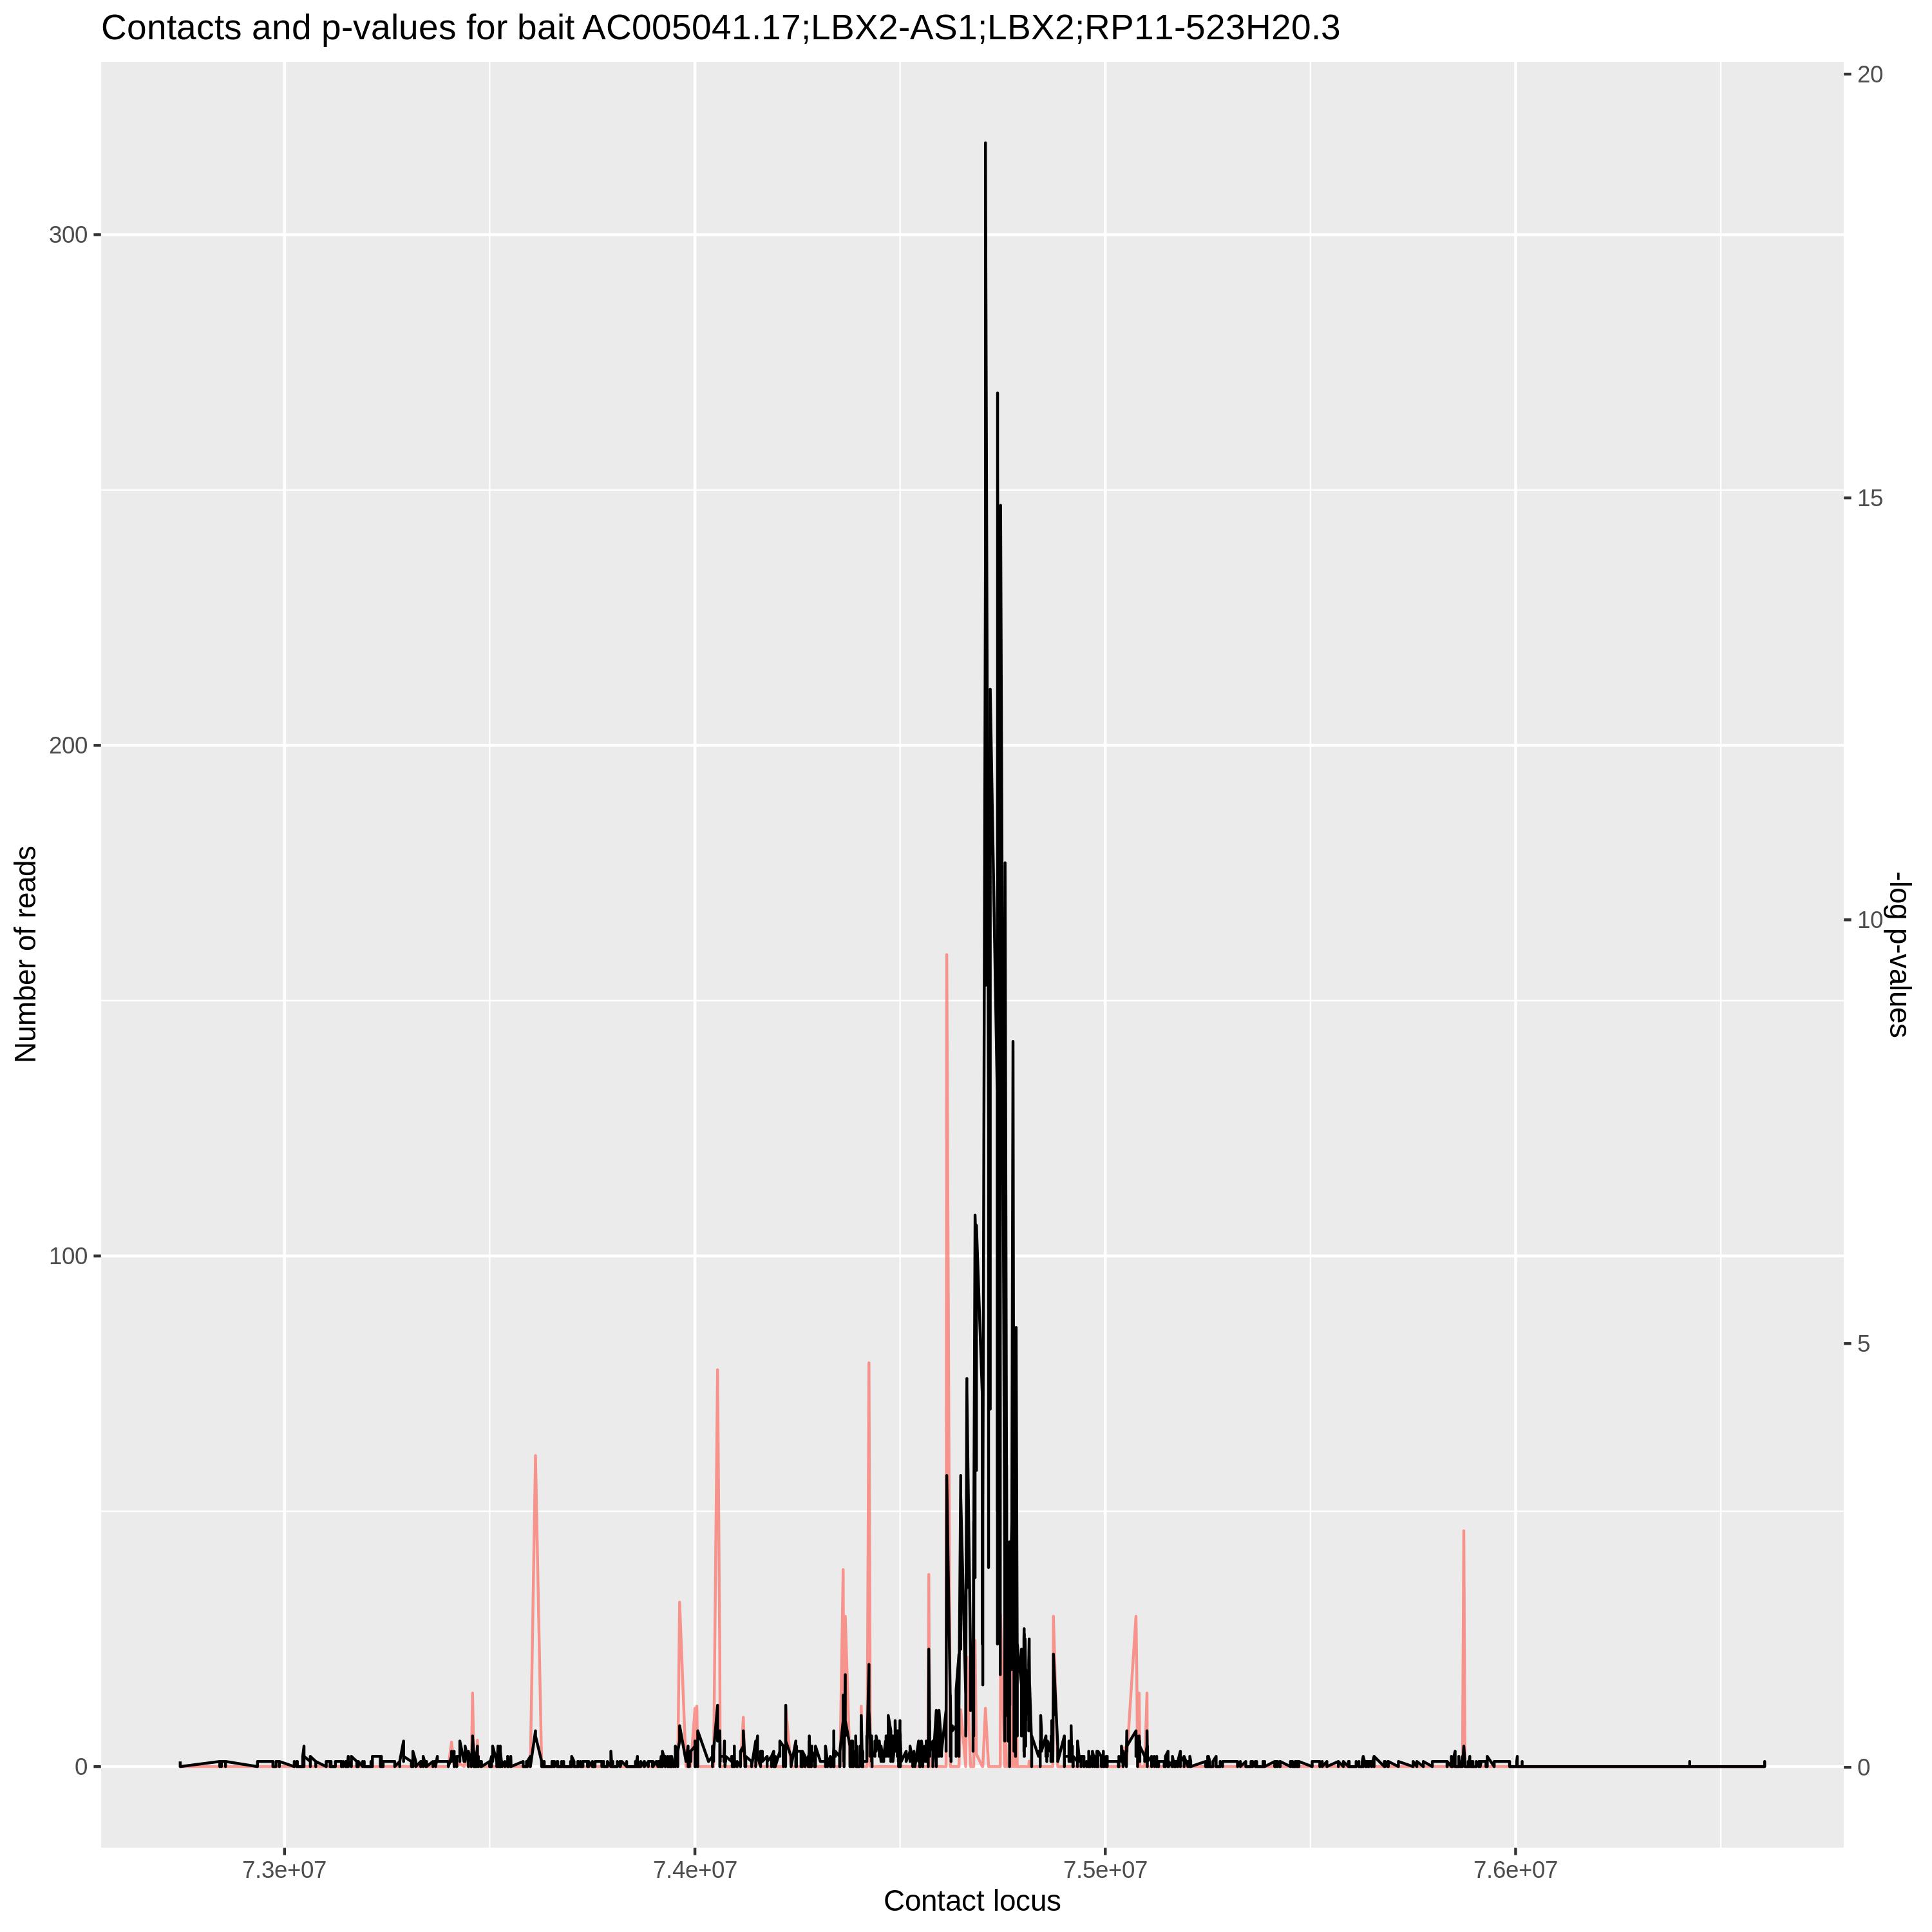 Contacts and p-values for bait AC005041.17;LBX2-AS1;LBX2;RP11-523H20.3
300
200
100
0
Number of reads
20
15
10
5
0
-log p-values
7.3e+07 7.4e+07 7.5e+07 7.6e+07
Contact locus